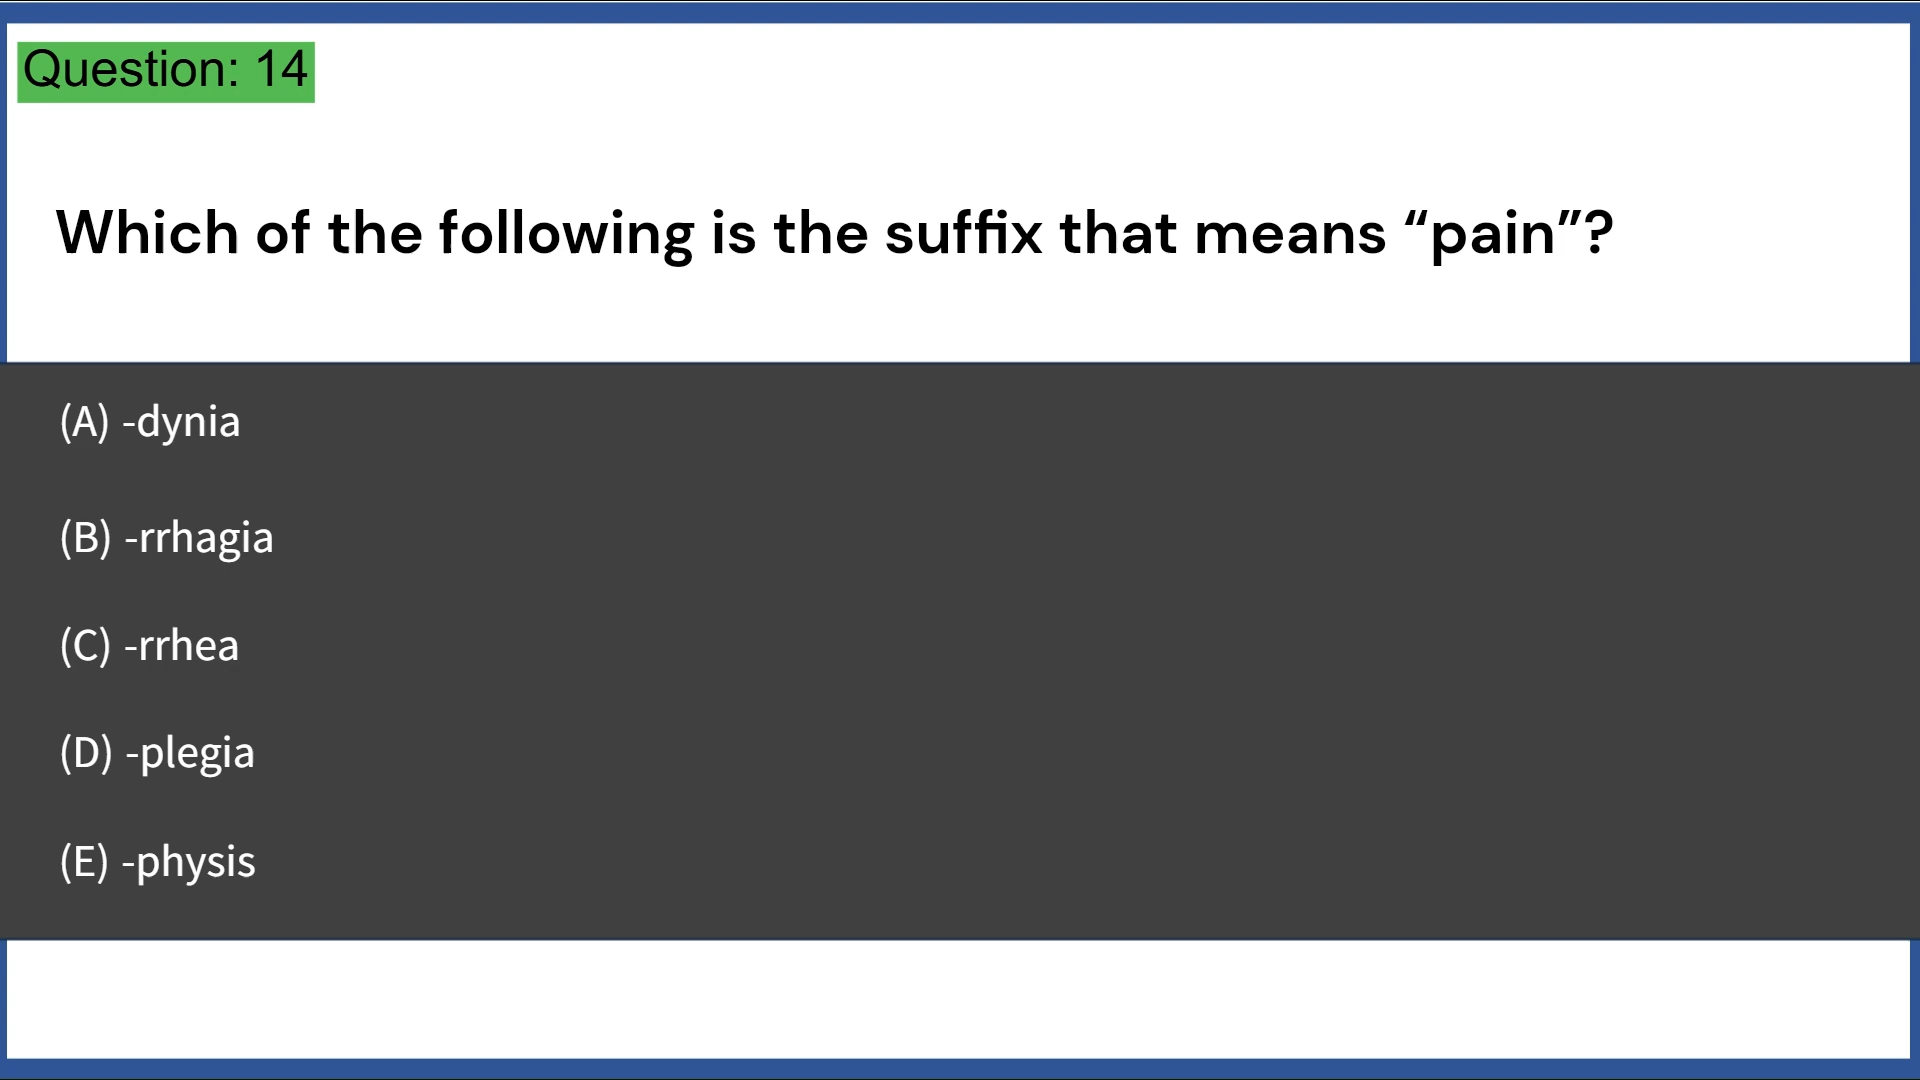 Question: 14
Which of the following is the suffix that means “pain”?
(A) -dynia
(B) -rrhagia
(C) -rrhea
(D) -plegia
(E) -physis